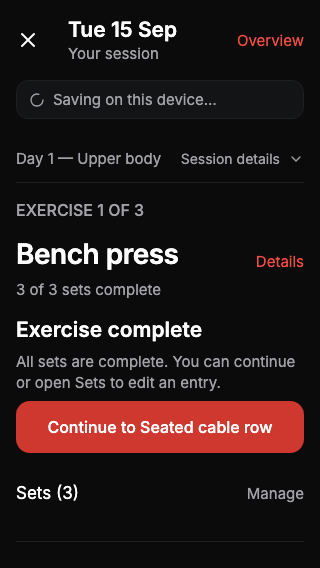 Tue 15 Sep
Your session
Overview
Saving on this device...
Day 1 — Upper body
Session details
EXERCISE 1 OF 3
Bench press
Details
3 of 3 sets complete
Exercise complete
All sets are complete. You can continue
or open Sets to edit an entry.
Continue to Seated cable row
Sets (3)
Manage